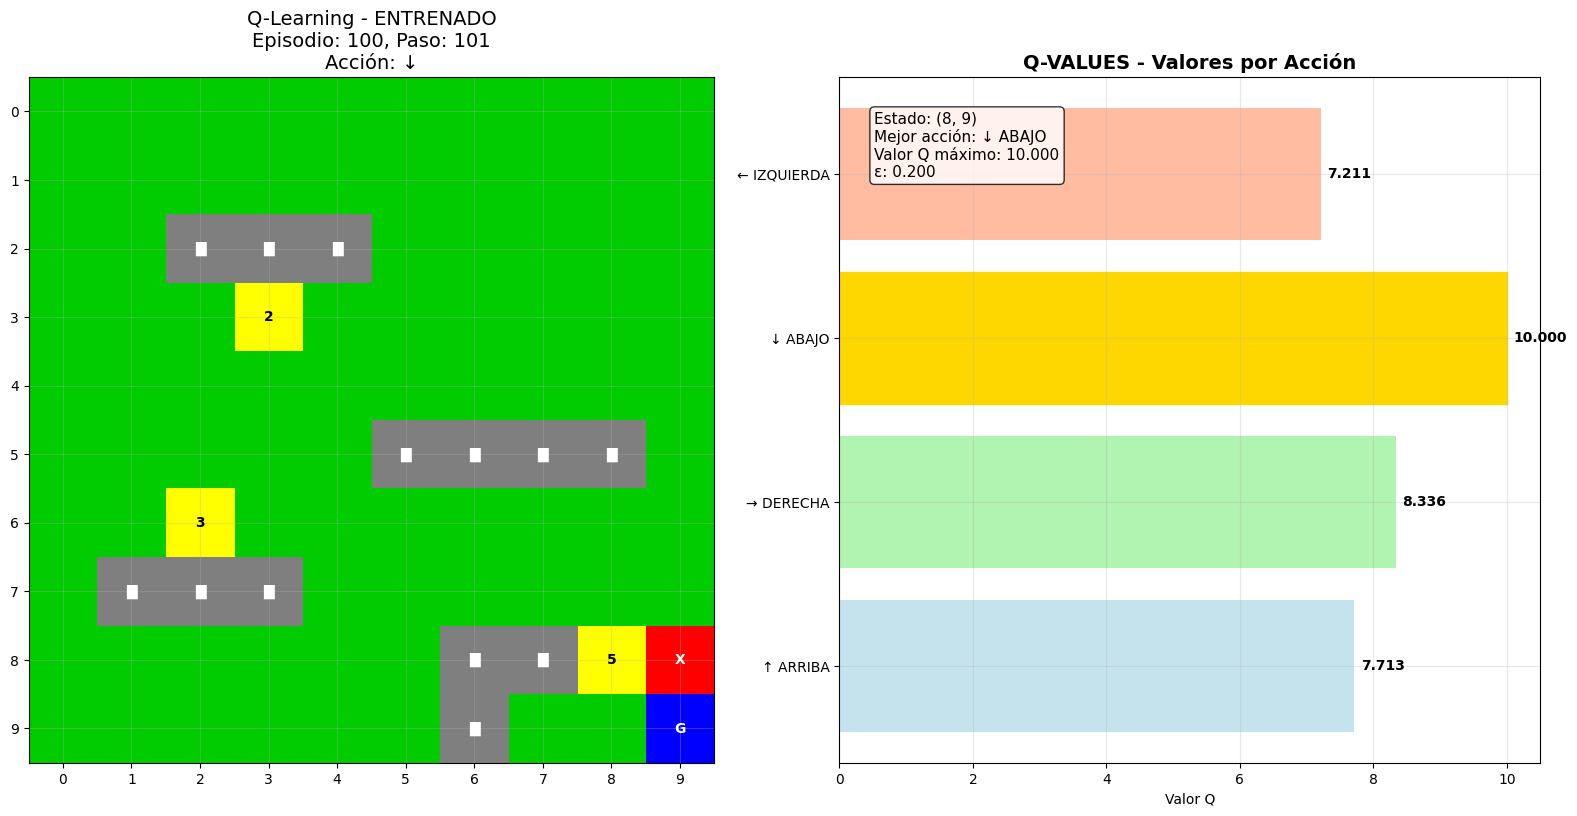 Q-Learning - ENTRENADO
Episodio: 100, Paso: 101
Acción: ↓
0
1
2
3
2
4
5
6
3
7
8
5
X
9
G
0 1 2 3 4 5 6 7 8 9
Q-VALUES - Valores por Acción
Estado: (8, 9)
Mejor acción: ↓ ABAJO
Valor Q máximo: 10.000
ε: 0.200
← IZQUIERDA
7.211
↓ ABAJO
10.000
→ DERECHA
8.336
↑ ARRIBA
7.713
0 2 4 6 8 10
Valor Q